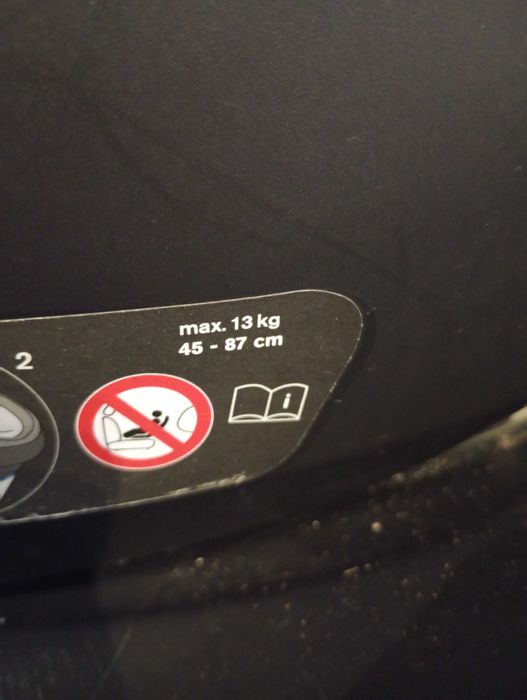 max. 13 kg
45 - 87 cm
2
i